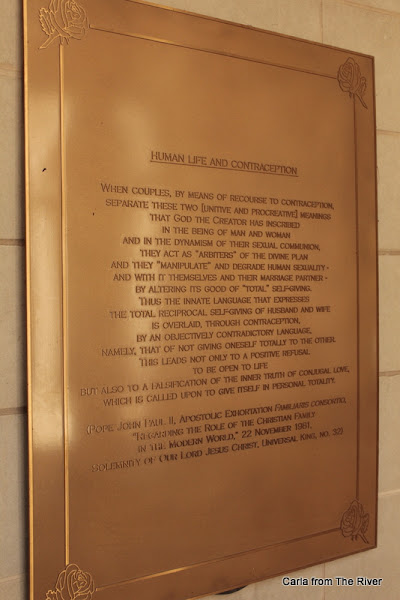 HUMAN LIFE AND CONTRACEPTION
WHEN COUPLES, BY MEANS OF RECOURSE TO CONTRACEPTION,
SEPARATE THESE TWO [UNITIVE AND PROCREATIVE] MEANINGS
THAT GOD THE CREATOR HAS INSCRIBED
IN THE BEING OF MAN AND WOMAN
AND IN THE DYNAMISM OF THEIR SEXUAL COMMUNION,
THEY ACT AS "ARBITERS" OF THE DIVINE PLAN
AND THEY "MANIPULATE" AND DEGRADE HUMAN SEXUALITY -
AND WITH IT THEMSELVES AND THEIR MARRIAGE PARTNER -
BY ALTERING ITS GOOD OF "TOTAL" SELF-GIVING.
THUS THE INNATE LANGUAGE THAT EXPRESSES
THE TOTAL RECIPROCAL SELF-GIVING OF HUSBAND AND WIFE
IS OVERLAID, THROUGH CONTRACEPTION,
BY AN OBJECTIVELY CONTRADICTORY LANGUAGE,
NAMELY, THAT OF NOT GIVING ONESELF TOTALLY TO THE OTHER.
THIS LEADS NOT ONLY TO A POSITIVE REFUSAL
TO BE OPEN TO LIFE
BUT ALSO TO A FALSIFICATION OF THE INNER TRUTH OF CONJUGAL LOVE,
WHICH IS CALLED UPON TO GIVE ITSELF IN PERSONAL TOTALITY.
(POPE JOHN PAUL II, APOSTOLIC EXHORTATION FAMILIARIS CONSORTIO,
"REGARDING THE ROLE OF THE CHRISTIAN FAMILY
IN THE MODERN WORLD," 22 NOVEMBER 1981,
SOLEMNITY OF OUR LORD JESUS CHRIST, UNIVERSAL KING, NO. 32)
Carla from The River